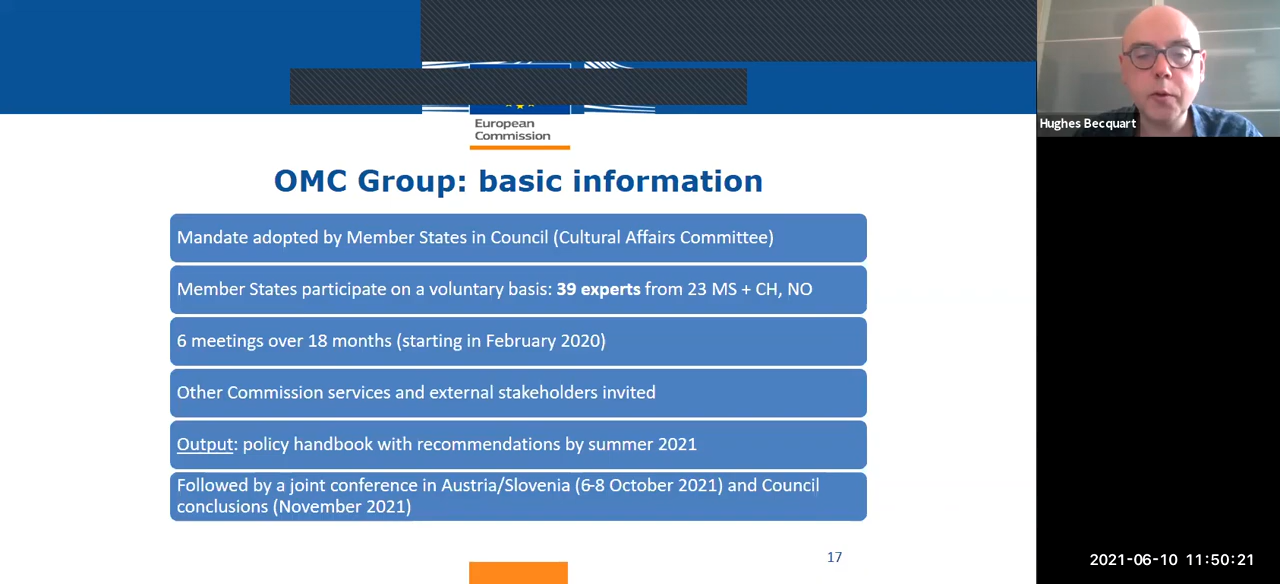 European
Commission
Hughes Becquart
OMC Group: basic information
Mandate adopted by Member States in Council (Cultural Affairs Committee)
Member States participate on a voluntary basis: 39 experts from 23 MS + CH, NO
6 meetings over 18 months (starting in February 2020)
Other Commission services and external stakeholders invited
Output: policy handbook with recommendations by summer 2021
Followed by a joint conference in Austria/Slovenia (6-8 October 2021) and Council
conclusions (November 2021)
17
2021-06-10 11:50:21